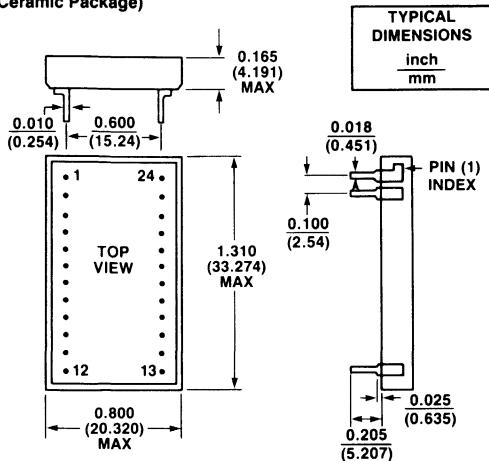 Ceramic Package)
TYPICAL
DIMENSIONS
inch
mm
0.165
(4.191)
MAX
0.010
(0.254)
0.600
(15.24)
0.018
(0.451)
PIN (1)
INDEX
0.100
(2.54)
1
24
TOP
VIEW
12
13
1.310
(33.274)
MAX
0.800
(20.320)
MAX
0.025
(0.635)
0.205
(5.207)